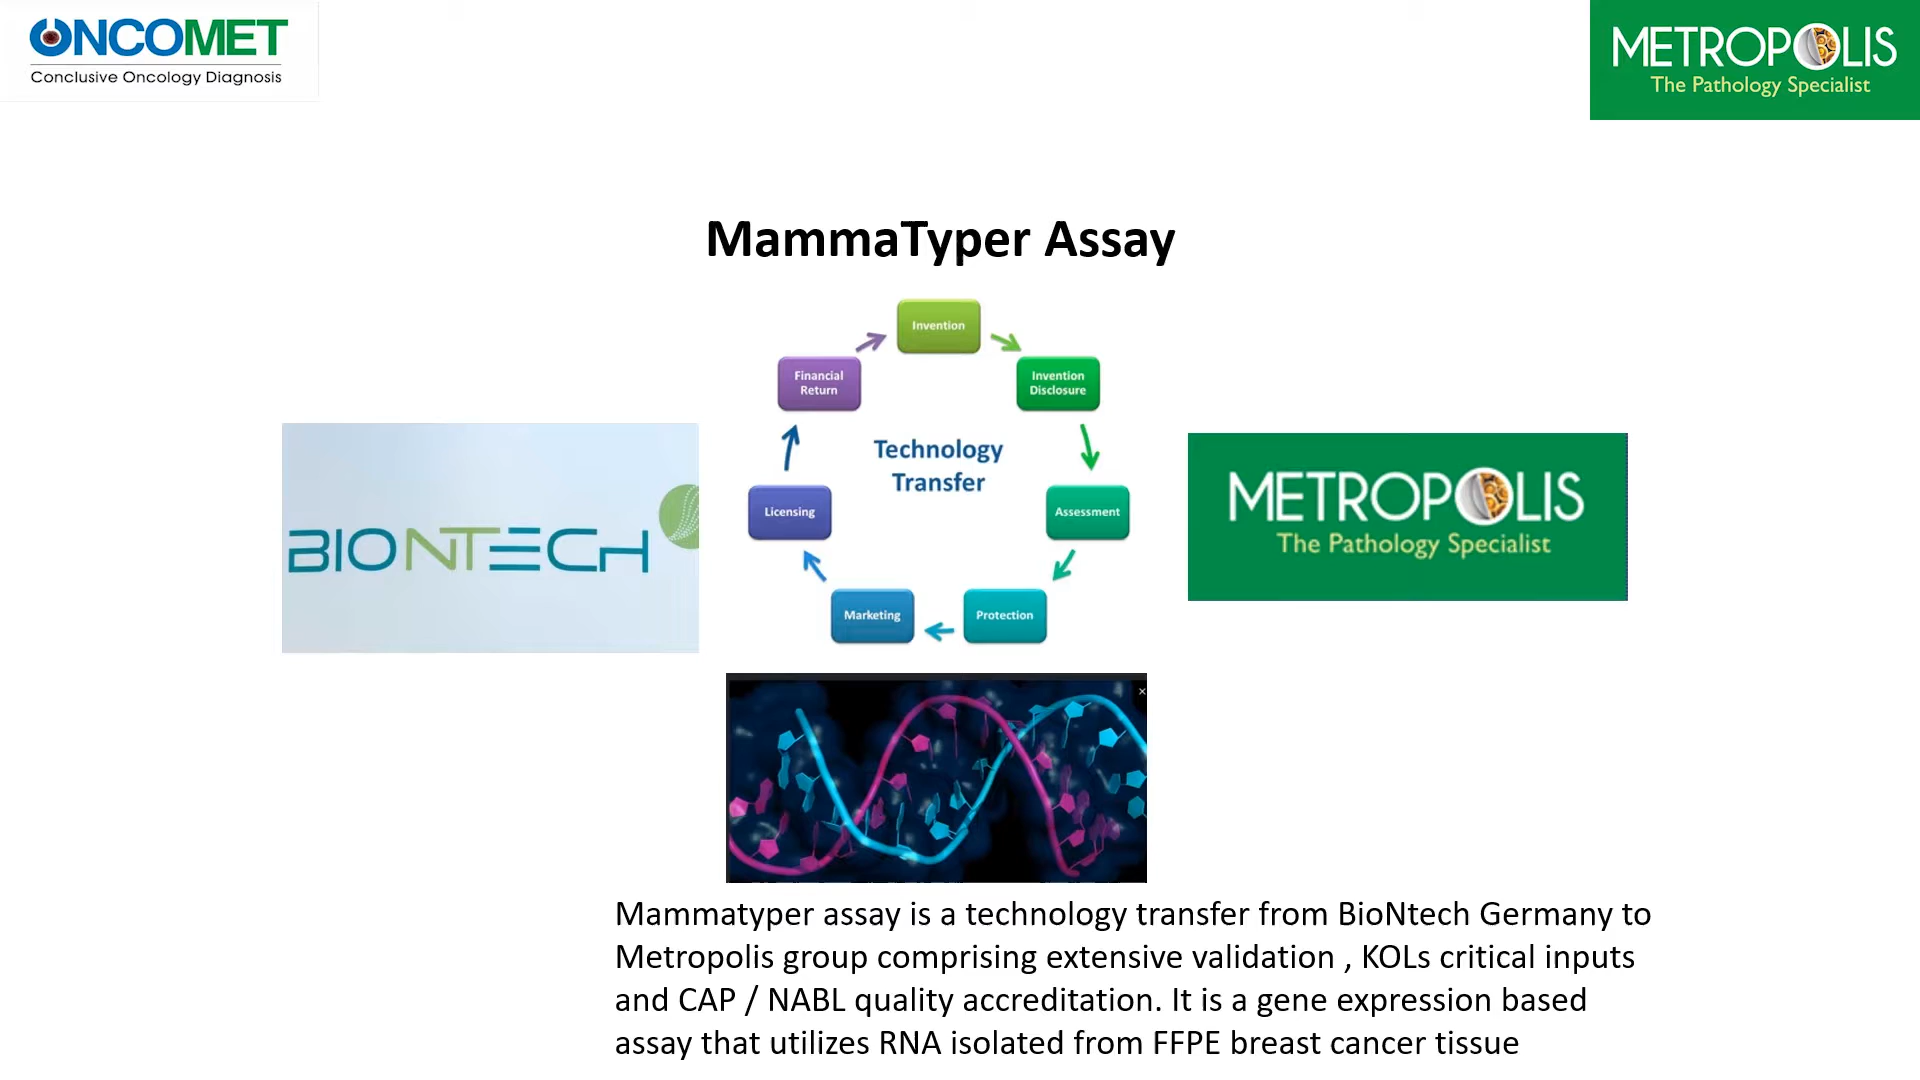 ONCOMET
Conclusive Oncology Diagnosis
METROPOLIS
The Pathology Specialist
MammaTyper Assay
Invention
Financial
Return
Invention
Disclosure
Technology
Transfer
Licensing
Assessment
Marketing
Protection
BIONTECH
METROPOLIS
The Pathology Specialist
Mammatyper assay is a technology transfer from BioNtech Germany to
Metropolis group comprising extensive validation , KOLs critical inputs
and CAP / NABL quality accreditation. It is a gene expression based
assay that utilizes RNA isolated from FFPE breast cancer tissue